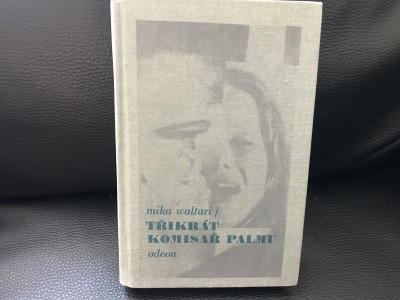 mika waltari /
TŘIKRÁT
KOMISAŘ PALMU
odeon